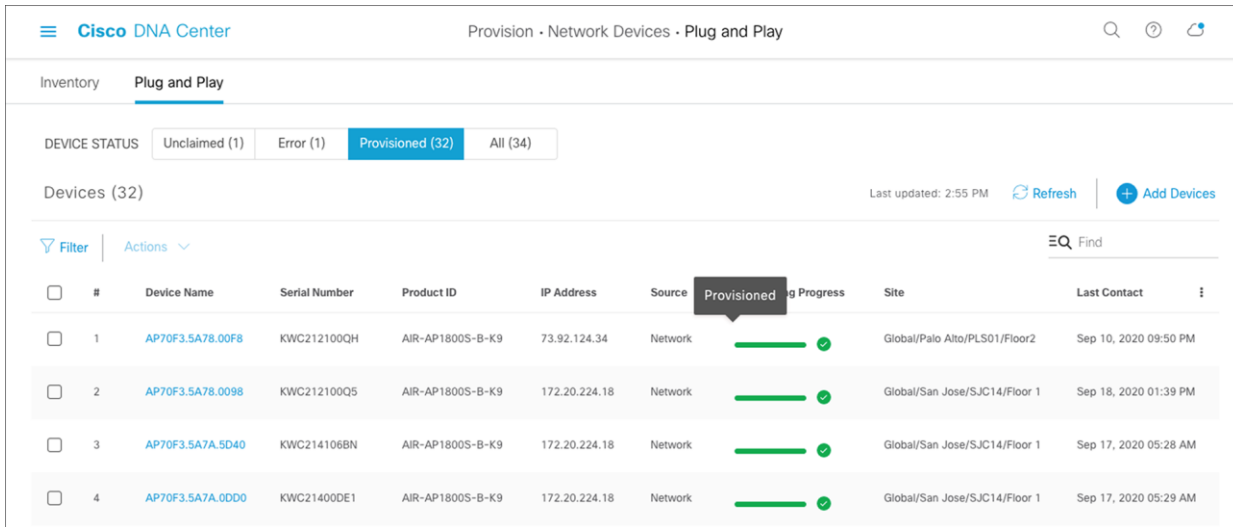 Cisco DNA Center Provision · Network Devices · Plug and Play
Inventory Plug and Play
DEVICE STATUS Unclaimed (1) Error (1) Provisioned (32) All (34)
Devices (32) Last updated: 2:55 PM Refresh Add Devices
Filter Actions Find
# Device Name Serial Number Product ID IP Address Source Provisioned g Progress Site Last Contact
1 AP70F3.5A78.00F8 KWC212100QH AIR-AP1800S-B-K9 73.92.124.34 Network Global/Palo Alto/PLS01/Floor2 Sep 10, 2020 09:50 PM
2 AP70F3.5A78.0098 KWC212100Q5 AIR-AP1800S-B-K9 172.20.224.18 Network Global/San Jose/SJC14/Floor 1 Sep 18, 2020 01:39 PM
3 AP70F3.5A7A.5D40 KWC214106BN AIR-AP1800S-B-K9 172.20.224.18 Network Global/San Jose/SJC14/Floor 1 Sep 17, 2020 05:28 AM
4 AP70F3.5A7A.0DD0 KWC21400DE1 AIR-AP1800S-B-K9 172.20.224.18 Network Global/San Jose/SJC14/Floor 1 Sep 17, 2020 05:29 AM